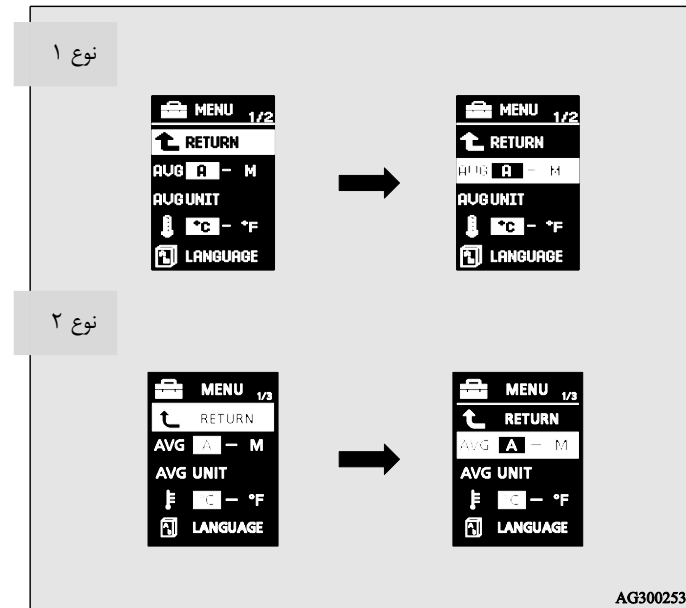 نوع ۱
MENU 1/2
RETURN
AVG A - M
AVG UNIT
°C - °F
LANGUAGE
MENU 1/2
RETURN
AVG A - M
AVG UNIT
°C - °F
LANGUAGE
نوع ۲
MENU 1/3
RETURN
AVG A - M
AVG UNIT
°C - °F
LANGUAGE
MENU 1/3
RETURN
AVG A - M
AVG UNIT
°C - °F
LANGUAGE
AG300253